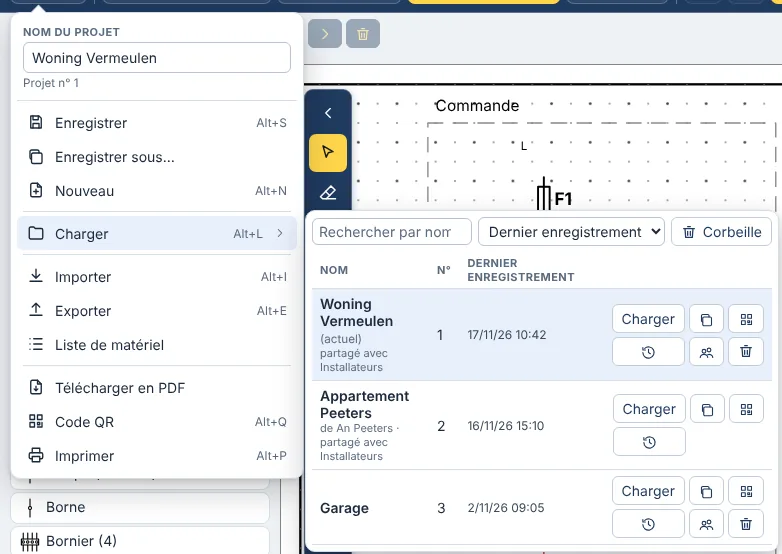 NOM DU PROJET
Woning Vermeulen
Projet n° 1
Enregistrer Alt+S
Enregistrer sous...
Nouveau Alt+N
Charger Alt+L
Importer Alt+I
Exporter Alt+E
Liste de matériel
Télécharger en PDF
Code QR Alt+Q
Imprimer Alt+P
Borne
Bornier (4)
Commande
L
F1
Rechercher par nom
Dernier enregistrement
Corbeille
NOM N° DERNIER
ENREGISTREMENT
Woning
Vermeulen
(actuel)
partagé avec
Installateurs
1 17/11/26 10:42 Charger
Appartement
Peeters
de An Peeters ·
partagé avec
Installateurs
2 16/11/26 15:10 Charger
Garage 3 2/11/26 09:05 Charger